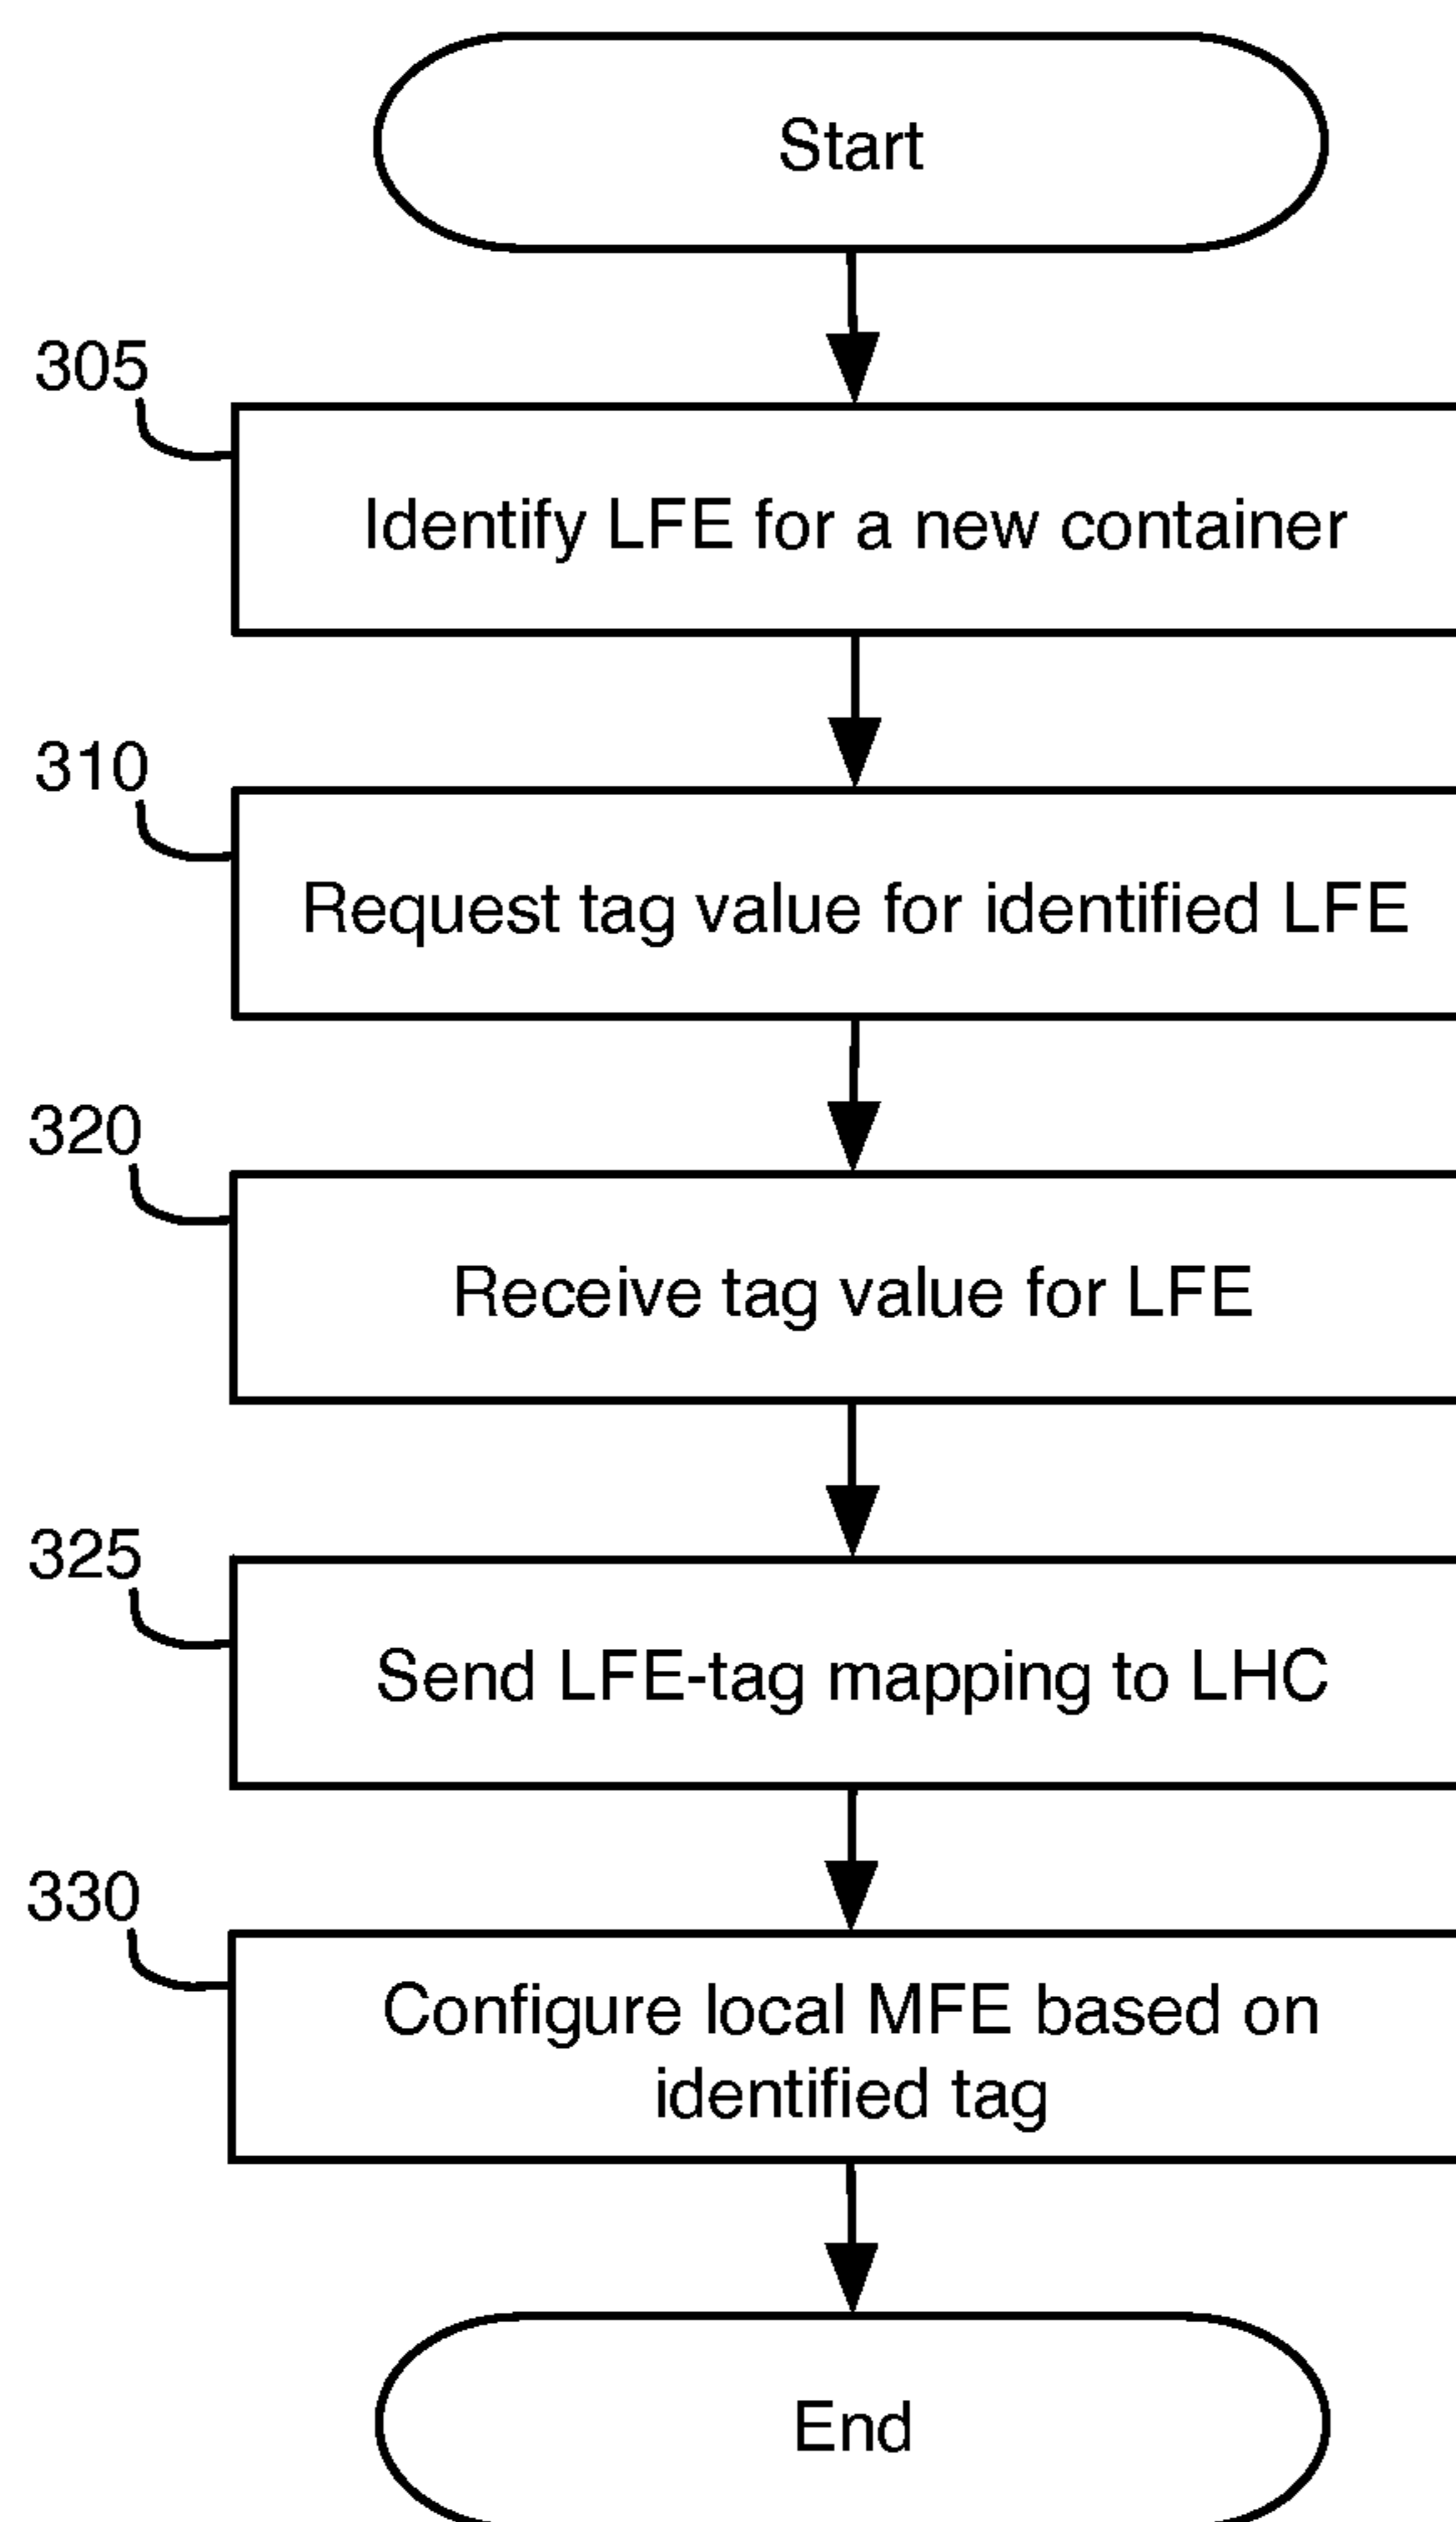 Start
305
Identify LFE for a new container
310
Request tag value for identified LFE
320
Receive tag value for LFE
325
Send LFE-tag mapping to LHC
330
Configure local MFE based on
identified tag
End